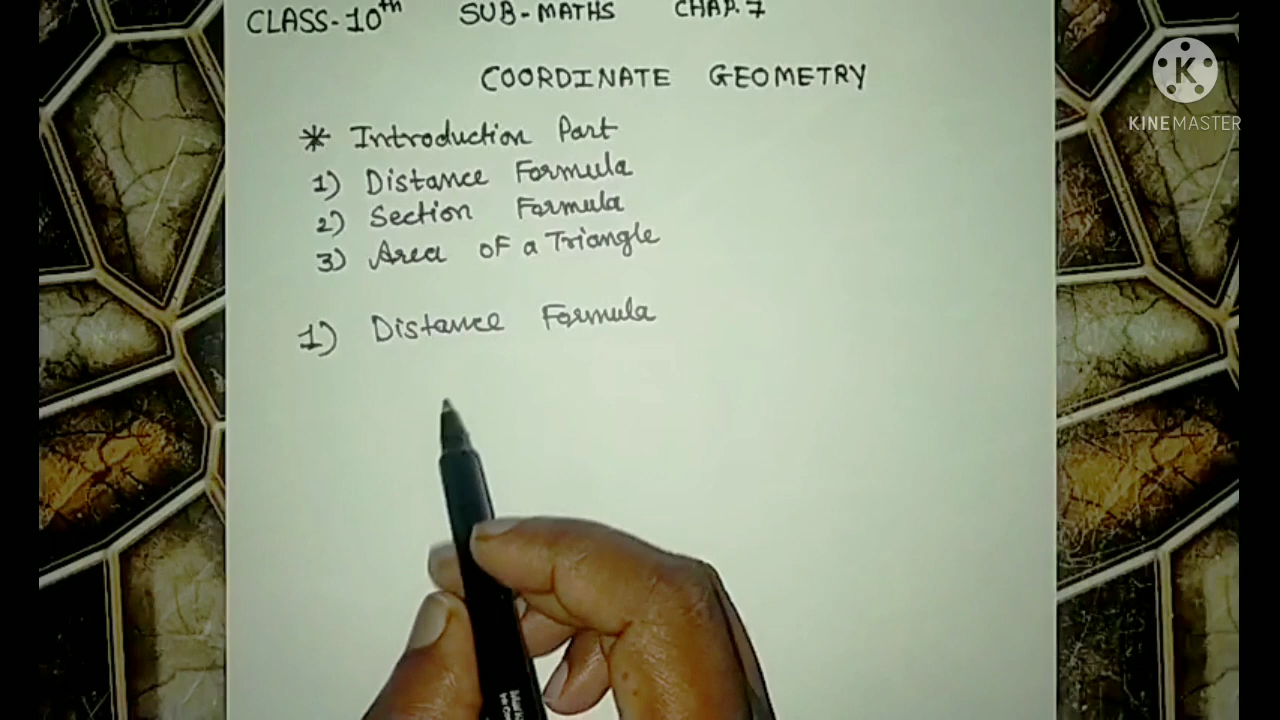 CLASS-10th SUB-MATHS CHAP.7
COORDINATE GEOMETRY
K
KINEMASTER
* Introduction Part
1) Distance Formula
2) Section Formula
3) Area of a Triangle
1) Distance Formula